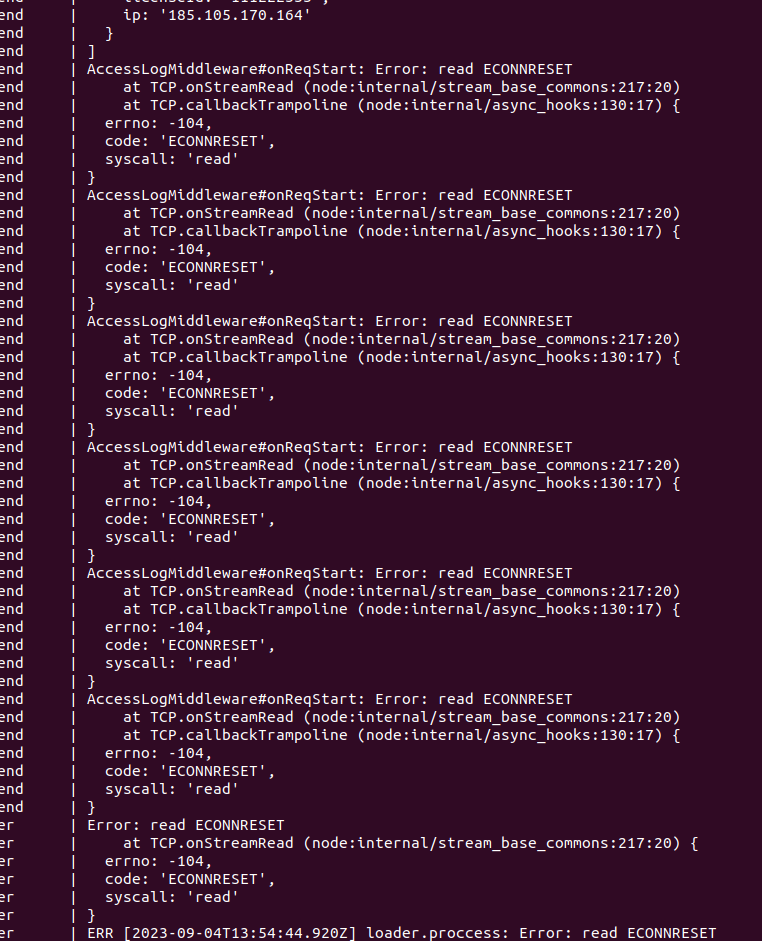 end | 
end | ip: '185.105.170.164'
end | }
end | ]
end | AccessLogMiddleware#onReqStart: Error: read ECONNRESET
end | at TCP.onStreamRead (node:internal/stream_base_commons:217:20)
end | at TCP.callbackTrampoline (node:internal/async_hooks:130:17) {
end | errno: -104,
end | code: 'ECONNRESET',
end | syscall: 'read'
end | }
end | AccessLogMiddleware#onReqStart: Error: read ECONNRESET
end | at TCP.onStreamRead (node:internal/stream_base_commons:217:20)
end | at TCP.callbackTrampoline (node:internal/async_hooks:130:17) {
end | errno: -104,
end | code: 'ECONNRESET',
end | syscall: 'read'
end | }
end | AccessLogMiddleware#onReqStart: Error: read ECONNRESET
end | at TCP.onStreamRead (node:internal/stream_base_commons:217:20)
end | at TCP.callbackTrampoline (node:internal/async_hooks:130:17) {
end | errno: -104,
end | code: 'ECONNRESET',
end | syscall: 'read'
end | }
end | AccessLogMiddleware#onReqStart: Error: read ECONNRESET
end | at TCP.onStreamRead (node:internal/stream_base_commons:217:20)
end | at TCP.callbackTrampoline (node:internal/async_hooks:130:17) {
end | errno: -104,
end | code: 'ECONNRESET',
end | syscall: 'read'
end | }
end | AccessLogMiddleware#onReqStart: Error: read ECONNRESET
end | at TCP.onStreamRead (node:internal/stream_base_commons:217:20)
end | at TCP.callbackTrampoline (node:internal/async_hooks:130:17) {
end | errno: -104,
end | code: 'ECONNRESET',
end | syscall: 'read'
end | }
end | AccessLogMiddleware#onReqStart: Error: read ECONNRESET
end | at TCP.onStreamRead (node:internal/stream_base_commons:217:20)
end | at TCP.callbackTrampoline (node:internal/async_hooks:130:17) {
end | errno: -104,
end | code: 'ECONNRESET',
end | syscall: 'read'
end | }
er | Error: read ECONNRESET
er | at TCP.onStreamRead (node:internal/stream_base_commons:217:20) {
er | errno: -104,
er | code: 'ECONNRESET',
er | syscall: 'read'
er | }
er | ERR [2023-09-04T13:54:44.920Z] loader.proccess: Error: read ECONNRESET